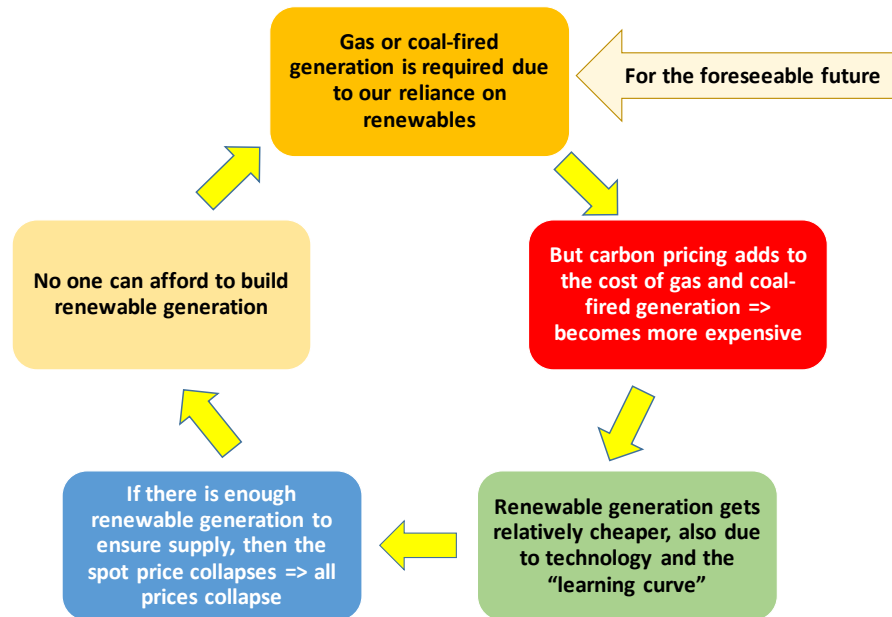 Gas or coal-fired
generation is required due
to our reliance on
renewables
For the foreseeable future
But carbon pricing adds to
the cost of gas and coal-
fired generation =>
becomes more expensive
Renewable generation gets
relatively cheaper, also due
to technology and the
“learning curve”
If there is enough
renewable generation to
ensure supply, then the
spot price collapses => all
prices collapse
No one can afford to build
renewable generation